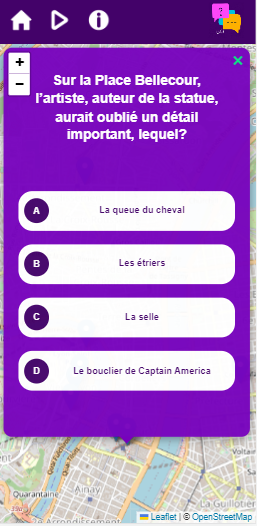 +
−
×
Sur la Place Bellecour,
l'artiste, auteur de la statue,
aurait oublié un détail
important, lequel?
A La queue du cheval
B Les étriers
C La selle
D Le bouclier de Captain America
Quarantaine
Ainay
La Guillotière
Leaflet | © OpenStreetMap